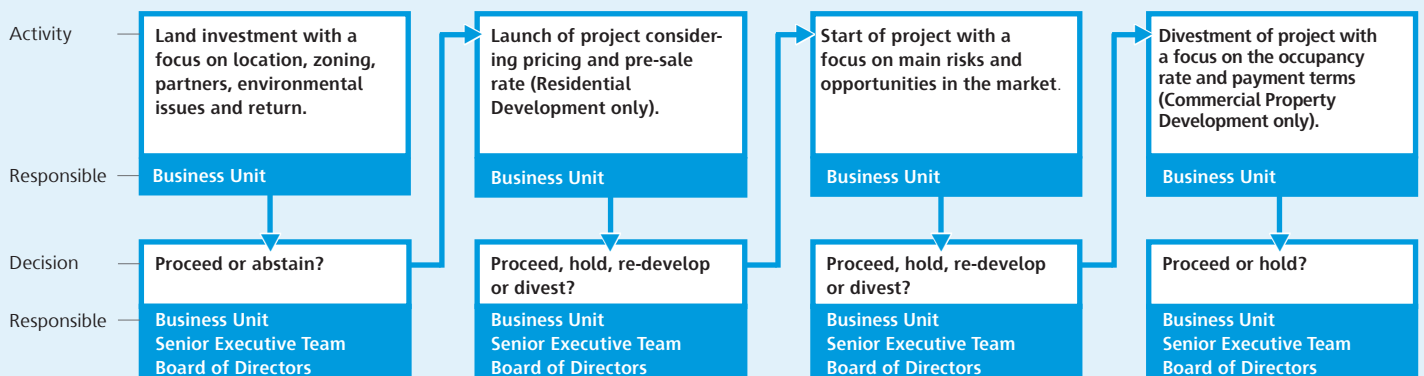 Activity
Land investment with a
focus on location, zoning,
partners, environmental
issues and return.
Launch of project consider-
ing pricing and pre-sale
rate (Residential
Development only).
Start of project with a
focus on main risks and
opportunities in the market.
Divestment of project with
a focus on the occupancy
rate and payment terms
(Commercial Property
Development only).
Responsible
Business Unit
Business Unit
Business Unit
Business Unit
Decision
Proceed or abstain?
Proceed, hold, re-develop
or divest?
Proceed, hold, re-develop
or divest?
Proceed or hold?
Responsible
Business Unit
Senior Executive Team
Board of Directors
Business Unit
Senior Executive Team
Board of Directors
Business Unit
Senior Executive Team
Board of Directors
Business Unit
Senior Executive Team
Board of Directors